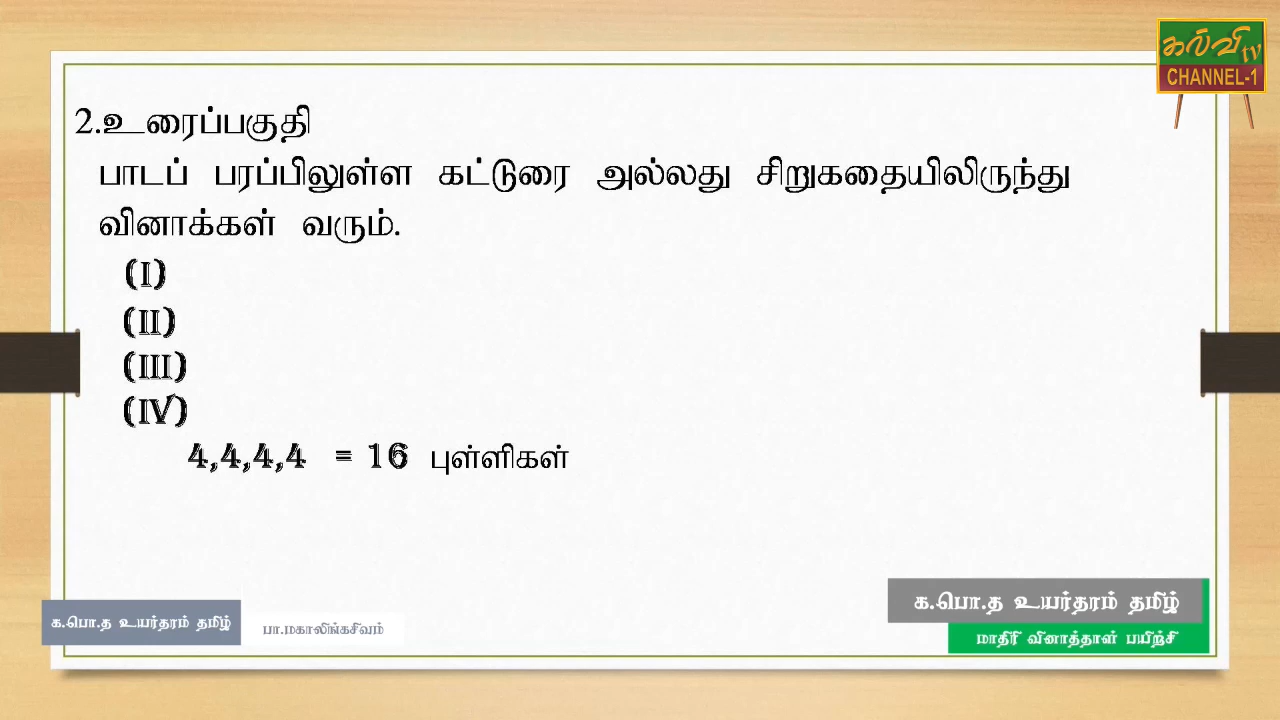 கல்வி tv
CHANNEL-1
2.உரைப்பகுதி
பாடப் பரப்பிலுள்ள கட்டுரை அல்லது சிறுகதையிலிருந்து
வினாக்கள் வரும்.
(I)
(II)
(III)
(IV)
4,4,4,4 = 16 புள்ளிகள்
க.பொ.த உயர்தரம் தமிழ்
மாதிரி வினாத்தாள் பயிற்சி
க.பொ.த உயர்தரம் தமிழ்
பா.மகாலிங்கசிவம்